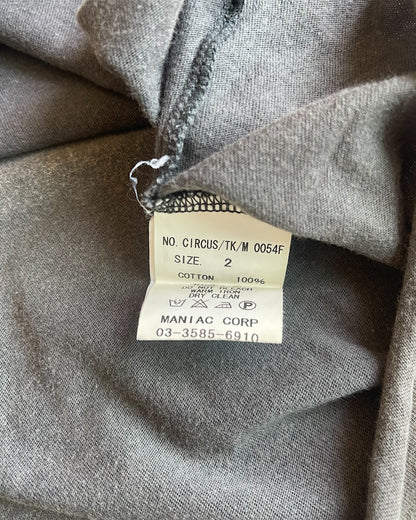 NO. CIRCUS/TK/M 0054F
SIZE. 2
COTTON 100%
DO NOT BLEACH
WARM IRON
DRY CLEAN
P
MANIAC CORP
03-3585-6910